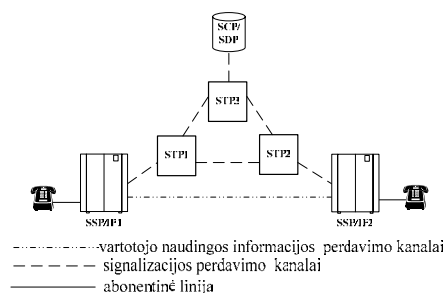 SCP/
SDP
STP3
STP1
STP2
SSP/IP1
SSP/IP2
vartotojo naudingos informacijos perdavimo kanalai
signalizacijos perdavimo kanalai
abonentinė linija